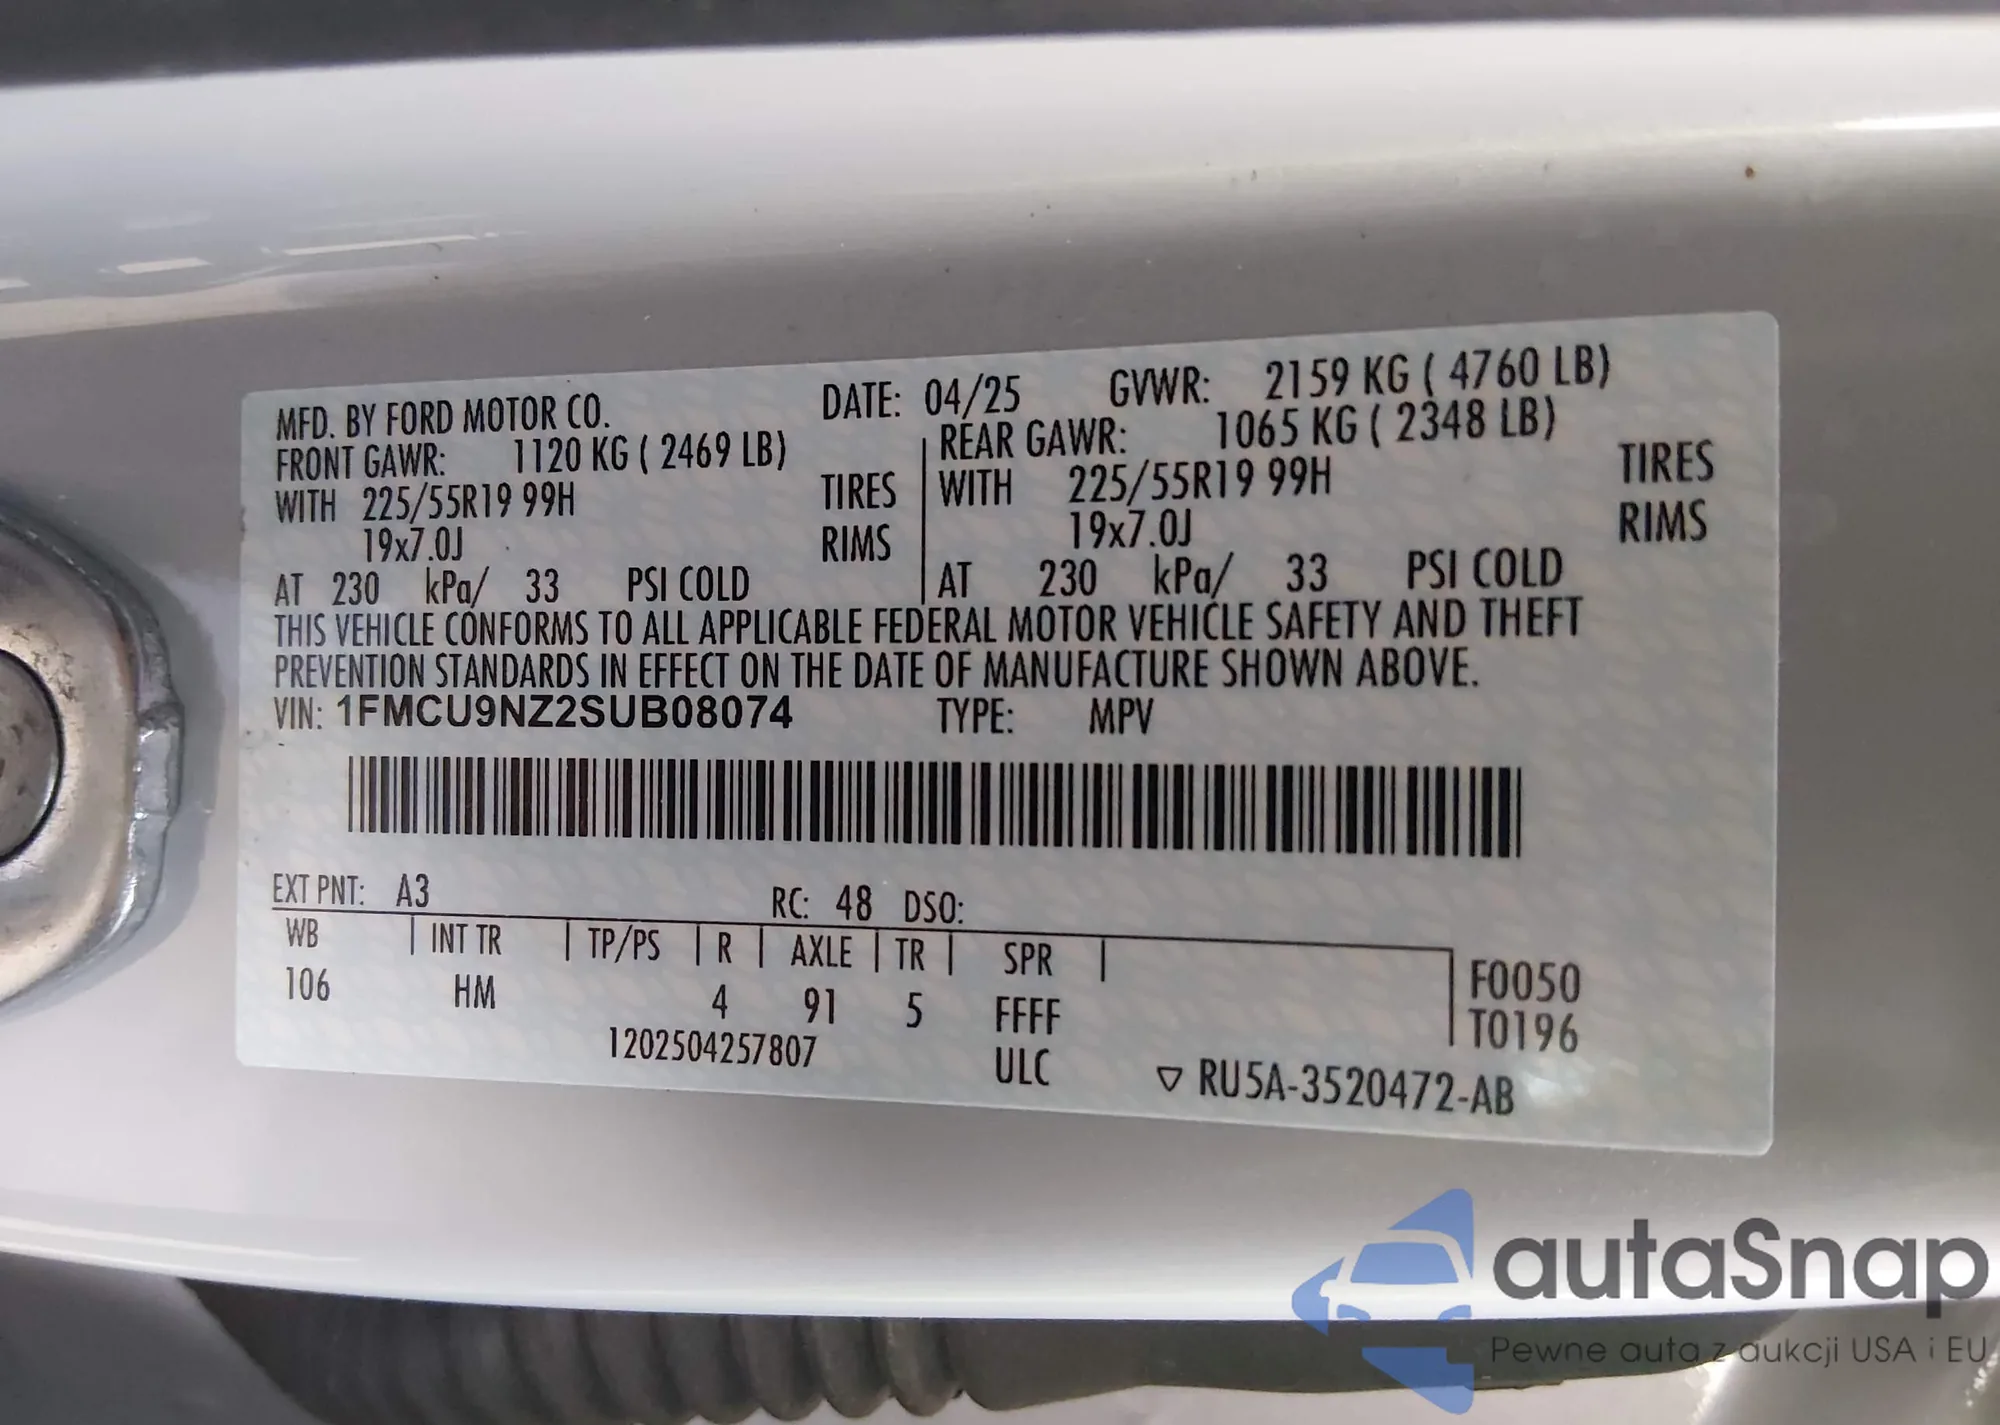 MFD. BY FORD MOTOR CO. DATE: 04/25 GVWR: 2159 KG ( 4760 LB)
FRONT GAWR: 1120 KG ( 2469 LB) REAR GAWR: 1065 KG ( 2348 LB)
WITH 225/55R19 99H TIRES WITH 225/55R19 99H TIRES
19x7.0J RIMS 19x7.0J RIMS
AT 230 kPa/ 33 PSI COLD AT 230 kPa/ 33 PSI COLD
THIS VEHICLE CONFORMS TO ALL APPLICABLE FEDERAL MOTOR VEHICLE SAFETY AND THEFT
PREVENTION STANDARDS IN EFFECT ON THE DATE OF MANUFACTURE SHOWN ABOVE.
VIN: 1FMCU9NZ2SUB08074 TYPE: MPV
EXT PNT: A3 RC: 48 DSO:
WB INT TR TP/PS R AXLE TR SPR
106 HM 4 91 5 FFFF F0050
1202504257807 ULC T0196
▽ RU5A-3520472-AB
autaSnap
Pewne auta z aukcji USA i EU